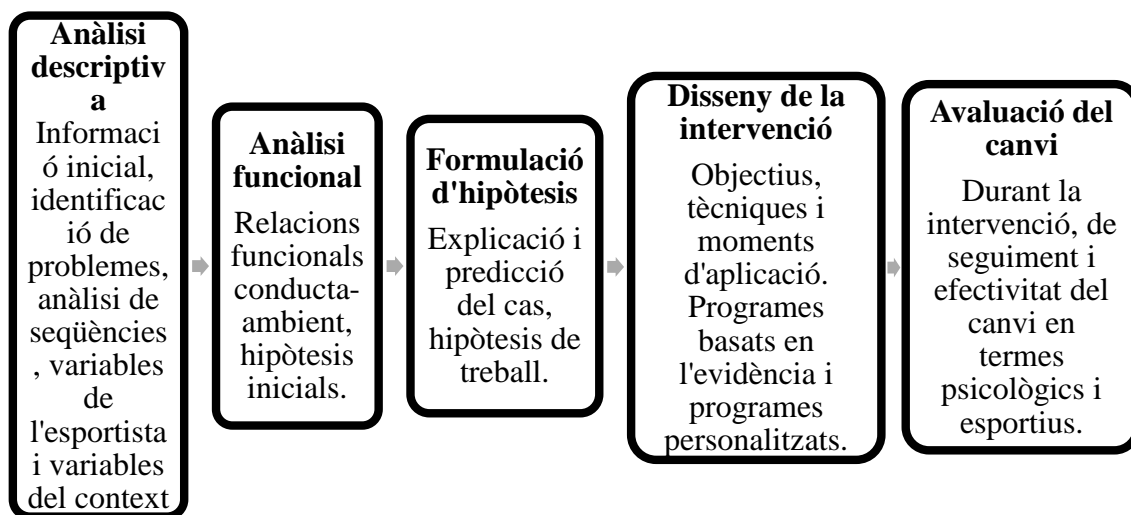 Anàlisi
descriptiv
a
Informaci
ó inicial,
identificac
ió de
problemes,
anàlisi de
seqüències
, variables
de
l'esportista
i variables
del context
Anàlisi
funcional
Relacions
funcionals
conducta-
ambient,
hipòtesis
inicials.
Formulació
d'hipòtesis
Explicació i
predicció
del cas,
hipòtesis de
treball.
Disseny de la
intervenció
Objectius,
tècniques i
moments
d'aplicació.
Programes
basats en
l'evidència i
programes
personalitzats.
Avaluació del
canvi
Durant la
intervenció, de
seguiment i
efectivitat del
canvi en
termes
psicològics i
esportius.